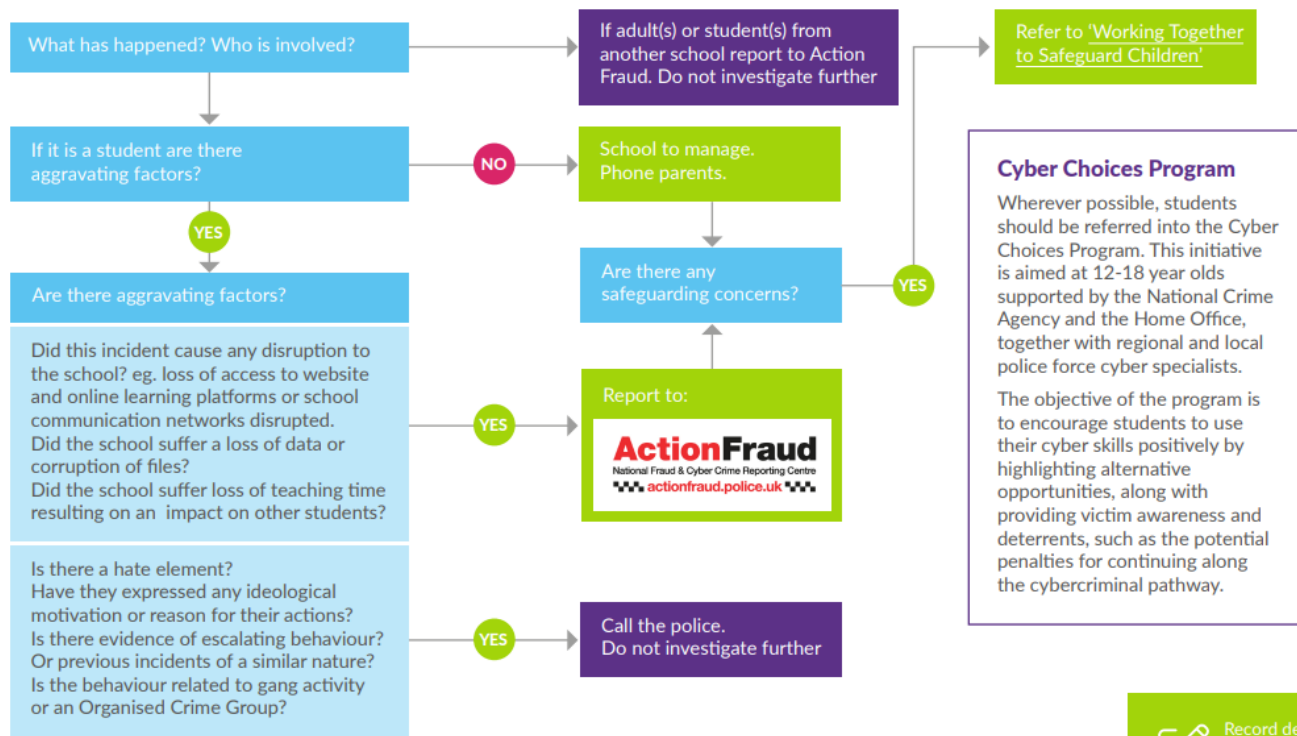 What has happened? Who is involved?
If adult(s) or student(s) from
another school report to Action
Fraud. Do not investigate further
Refer to ‘Working Together
to Safeguard Children’
If it is a student are there
aggravating factors?
NO
School to manage.
Phone parents.
YES
Are there any
safeguarding concerns?
YES
Are there aggravating factors?
Did this incident cause any disruption to
the school? eg. loss of access to website
and online learning platforms or school
communication networks disrupted.
Did the school suffer a loss of data or
corruption of files?
Did the school suffer loss of teaching time
resulting on an impact on other students?
YES
Report to:
ActionFraud
National Fraud & Cyber Crime Reporting Centre
actionfraud.police.uk
Is there a hate element?
Have they expressed any ideological
motivation or reason for their actions?
Is there evidence of escalating behaviour?
Or previous incidents of a similar nature?
Is the behaviour related to gang activity
or an Organised Crime Group?
YES
Call the police.
Do not investigate further
Cyber Choices Program
Wherever possible, students
should be referred into the Cyber
Choices Program. This initiative
is aimed at 12-18 year olds
supported by the National Crime
Agency and the Home Office,
together with regional and local
police force cyber specialists.
The objective of the program is
to encourage students to use
their cyber skills positively by
highlighting alternative
opportunities, along with
providing victim awareness and
deterrents, such as the potential
penalties for continuing along
the cybercriminal pathway.
Record de